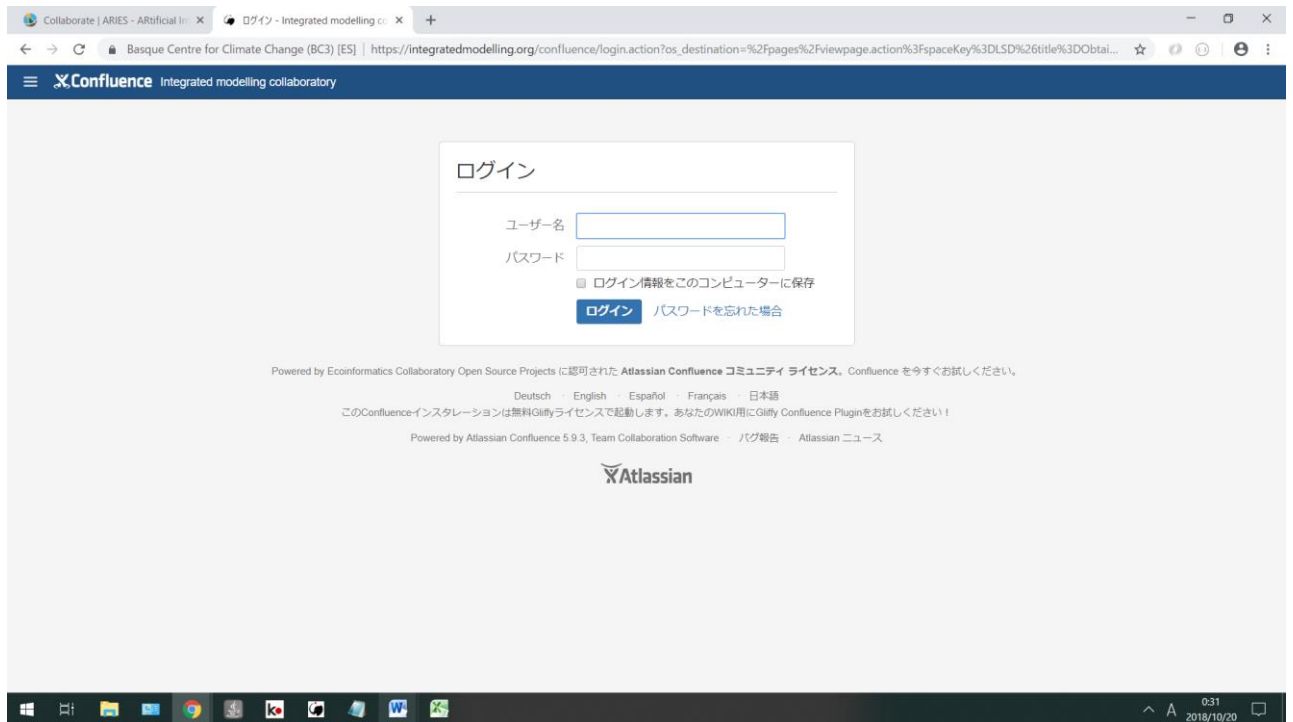 Collaborate | ARIES - ARtificial In
ログイン - Integrated modelling co
Basque Centre for Climate Change (BC3) [ES] | https://integratedmodelling.org/confluence/login.action?os_destination=%2Fpages%2Fviewpage.action%3FspaceKey%3DLSD%26title%3DObtai...
Confluence Integrated modelling collaboratory
ログイン
ユーザー名
パスワード
ログイン情報をこのコンピューターに保存
ログイン パスワードを忘れた場合
Powered by Ecoinformatics Collaboratory Open Source Projects に認可された Atlassian Confluence コミュニティ ライセンス。Confluence を今すぐお試しください。
Deutsch · English · Español · Français · 日本語
このConfluenceインスタレーションは無料Gliffyライセンスで起動します。あなたのWIKI用にGliffy Confluence Pluginをお試しください！
Powered by Atlassian Confluence 5.9.3, Team Collaboration Software · バグ報告 · Atlassian ニュース
Atlassian
A
0:31
2018/10/20